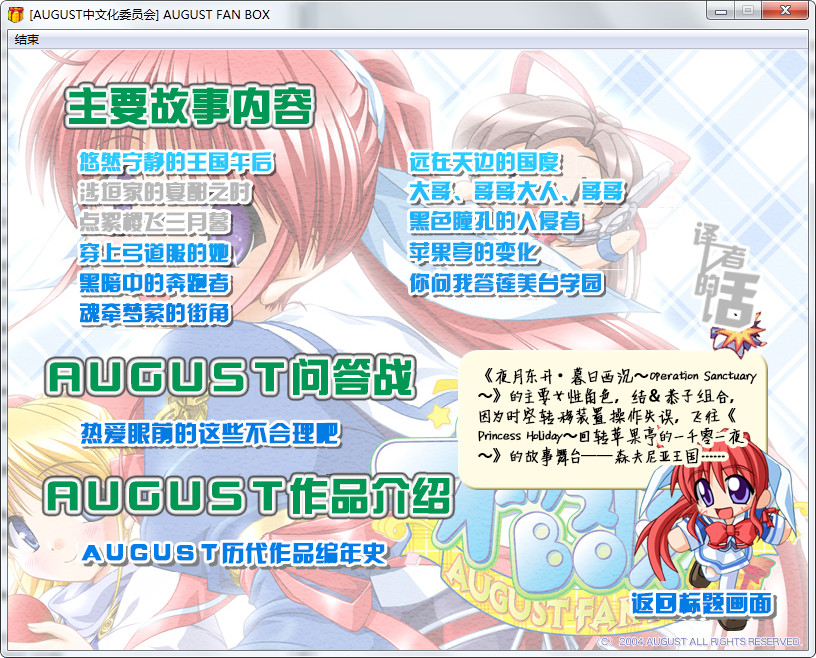 [AUGUST中文化委员会] AUGUST FAN BOX
结束
主要故事内容
悠然宁静的王国午后
涉垣家的宴酣之时
点絮樱飞三月暮
穿上弓道服的她
黑暗中的奔跑者
魂牵梦萦的街角
远在天边的国度
大哥、哥哥大人、哥哥
黑色瞳孔的入侵者
苹果亭的变化
你问我答莲美台学园
译者的话
AUGUST问答战
热爱眼前的这些不合理吧
《夜月东升·暮日西沉～Operation Sanctuary
～》的主要女性角色，结&恭子组合，
因为时空转移装置操作失误，飞往《
Princess Holiday～回转苹果亭的一千零二夜
～》的故事舞台——森夫尼亚王国……
AUGUST作品介绍
AUGUST历代作品编年史
BOX
AUGUST FAN
返回标题画面
© 2004 AUGUST ALL RIGHTS RESERVED.